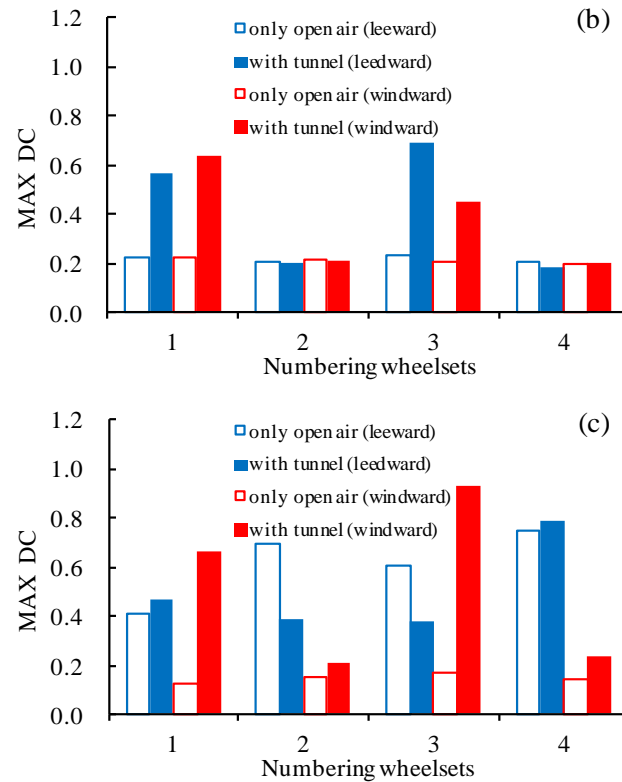 (b)
only open air (leeward)
with tunnel (leedward)
only open air (windward)
with tunnel (windward)
MAX DC
1.2
1.0
0.8
0.6
0.4
0.2
0.0
1 2 3 4
Numbering wheelsets
(c)
only open air (leeward)
with tunnel (leedward)
only open air (windward)
with tunnel (windward)
MAX DC
1.2
1.0
0.8
0.6
0.4
0.2
0.0
1 2 3 4
Numbering wheelsets